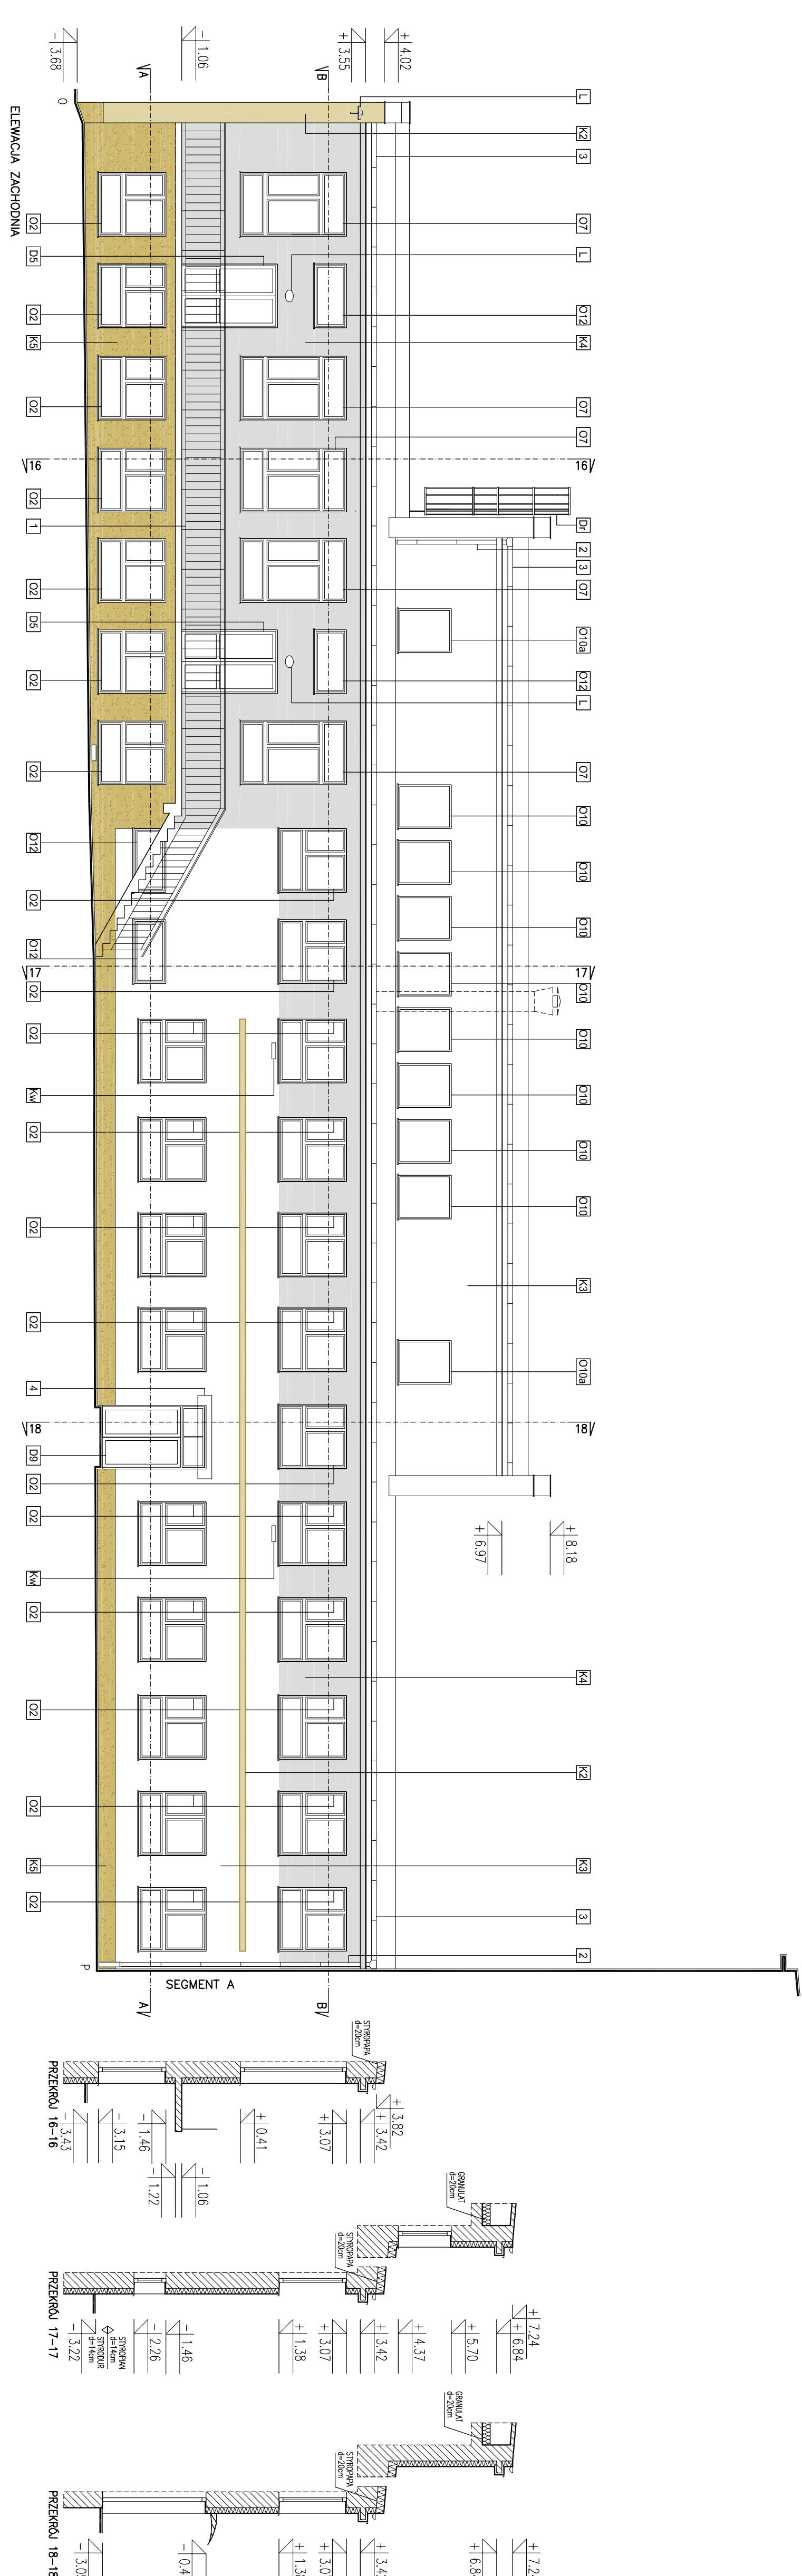 + 8.18
+ 6.97
L
K2
3
O7
L
O12
K4
O7
O7
16
Dr
2
3
O7
O10a
O12
L
O7
O10
O10
O10
17
O10
O10
O10
O10
O10
K3
O10a
18
K4
K2
K3
3
2
+ 4.02
+ 3.55
B
B
- 1.06
SEGMENT A
A
A
- 3.68
O
P
O2
D5
O2
K5
O2
16
O2
1
O2
D5
O2
O2
O12
O2
O12
17
O2
O2
Kw
O2
O2
O2
4
18
D9
O2
O2
Kw
O2
O2
O2
K5
O2
ELEWACJA ZACHODNIA
STYROPAPA
d=20cm
+ 3.82
+ 3.42
+ 3.07
+ 0.41
- 1.06
- 1.22
- 1.46
- 3.15
- 3.43
PRZEKRÓJ 16-16
GRANULAT
d=20cm
STYROPAPA
d=20cm
+ 7.24
+ 6.84
+ 5.70
+ 4.37
+ 3.42
+ 3.07
+ 1.38
- 1.46
- 2.26
STYROPIAN
d=14cm
STYRODUR
d=14cm
- 3.22
PRZEKRÓJ 17-17
GRANULAT
d=20cm
STYROPAPA
d=20cm
PRZEKRÓJ 18-18